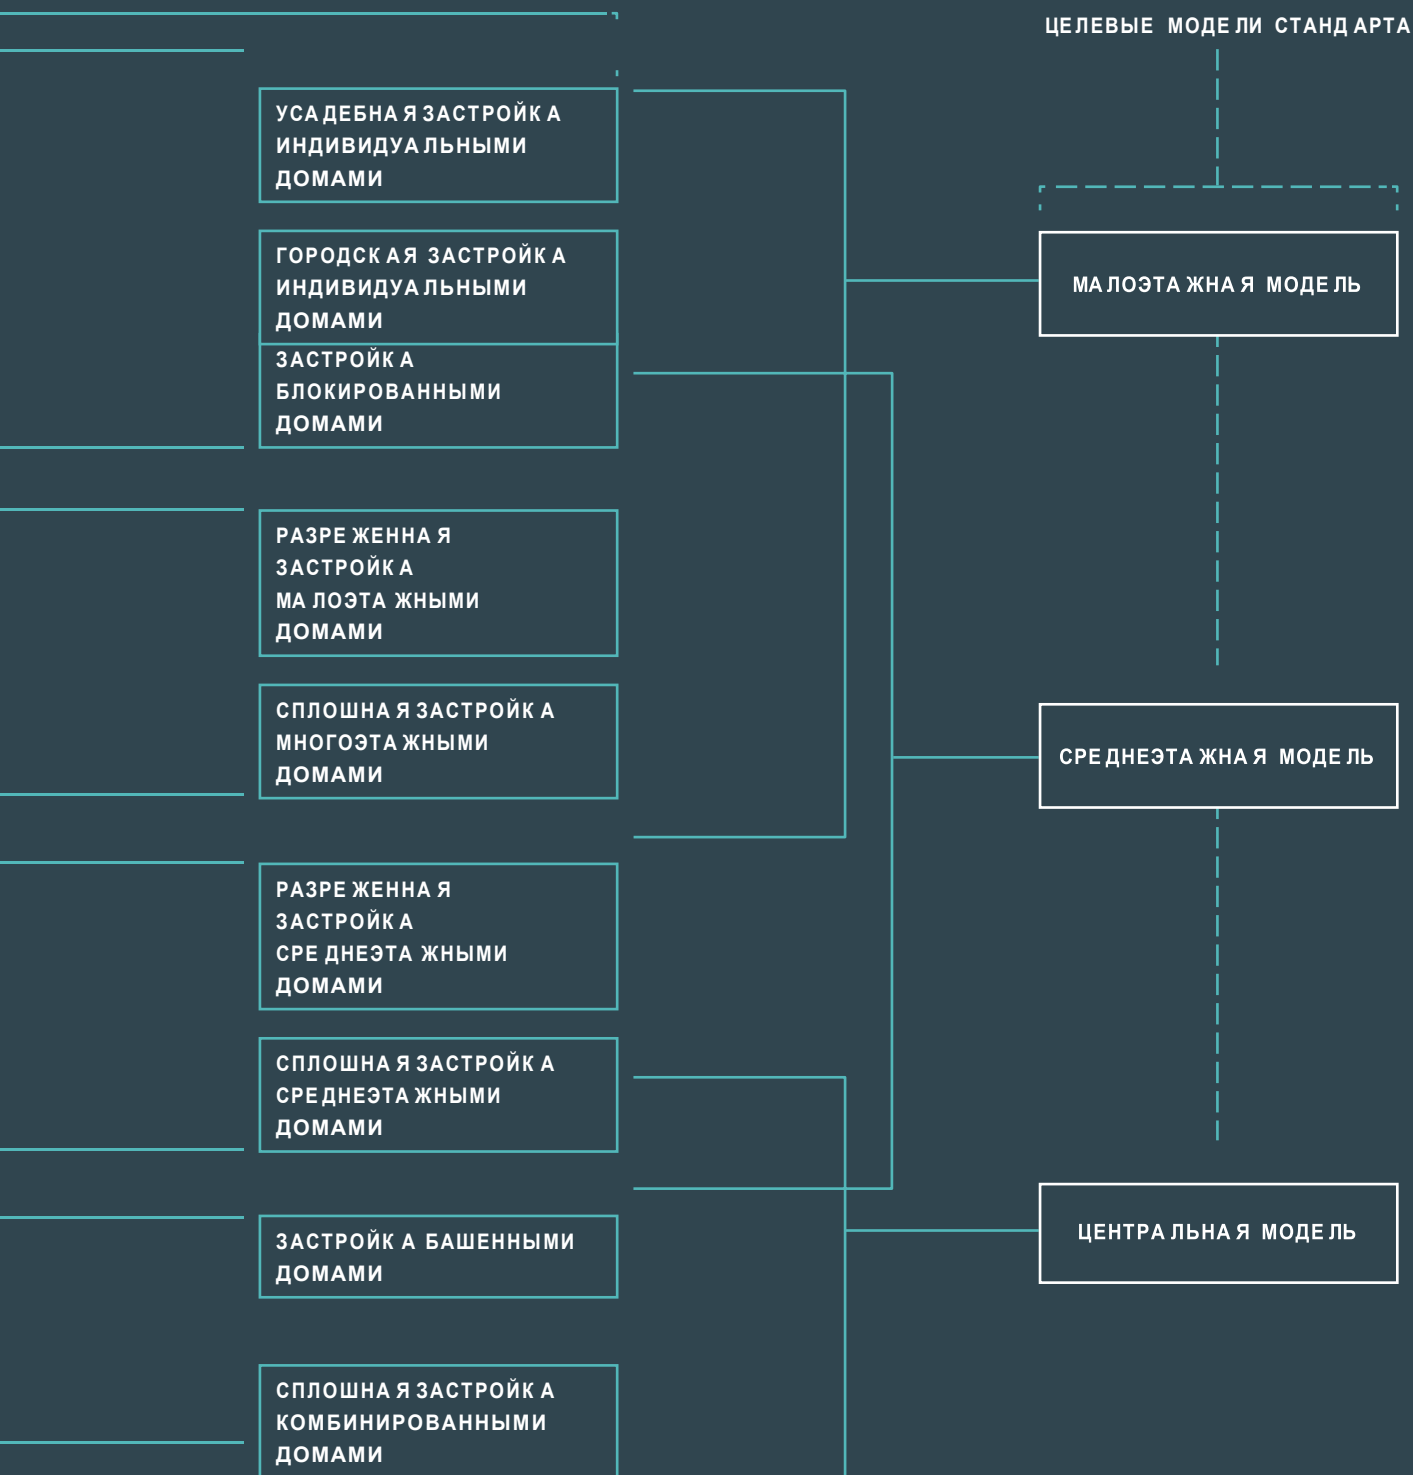 ЦЕЛЕВЫЕ МОДЕЛИ СТАНДАРТА
УСАДЕБНАЯ ЗАСТРОЙКА
ИНДИВИДУАЛЬНЫМИ
ДОМАМИ
ГОРОДСКАЯ ЗАСТРОЙКА
ИНДИВИДУАЛЬНЫМИ
ДОМАМИ
ЗАСТРОЙКА
БЛОКИРОВАННЫМИ
ДОМАМИ
РАЗРЕЖЕННАЯ
ЗАСТРОЙКА
МАЛОЭТАЖНЫМИ
ДОМАМИ
СПЛОШНАЯ ЗАСТРОЙКА
МНОГОЭТАЖНЫМИ
ДОМАМИ
РАЗРЕЖЕННАЯ
ЗАСТРОЙКА
СРЕДНЕЭТАЖНЫМИ
ДОМАМИ
СПЛОШНАЯ ЗАСТРОЙКА
СРЕДНЕЭТАЖНЫМИ
ДОМАМИ
ЗАСТРОЙКА БАШЕННЫМИ
ДОМАМИ
СПЛОШНАЯ ЗАСТРОЙКА
КОМБИНИРОВАННЫМИ
ДОМАМИ
МАЛОЭТАЖНАЯ МОДЕЛЬ
СРЕДНЕЭТАЖНАЯ МОДЕЛЬ
ЦЕНТРАЛЬНАЯ МОДЕЛЬ